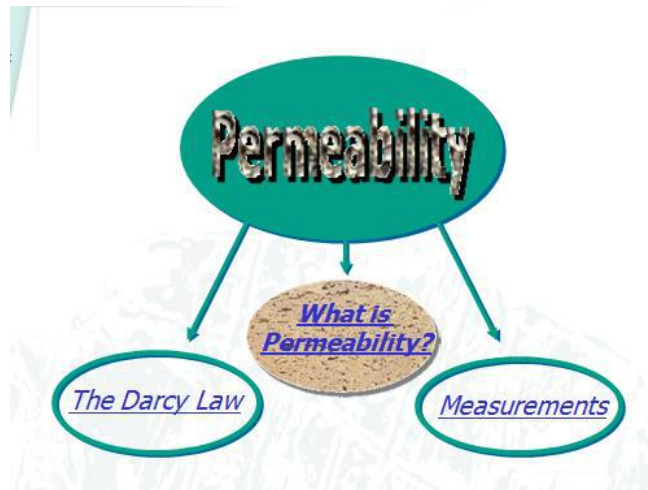 Permeability
What is
Permeability?
The Darcy Law
Measurements